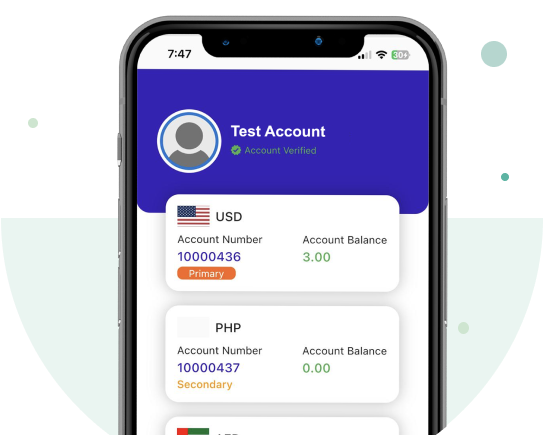 7:47
30+
Test Account
Account Verified
USD
Account Number Account Balance
10000436 3.00
Primary
PHP
Account Number Account Balance
10000437 0.00
Secondary